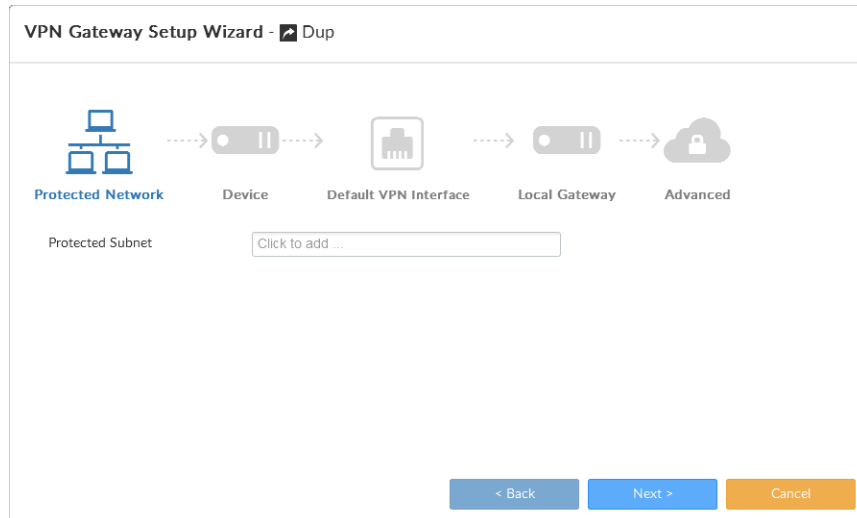 VPN Gateway Setup Wizard - Dup
Protected Network Device Default VPN Interface Local Gateway Advanced
Protected Subnet Click to add ...
< Back Next > Cancel